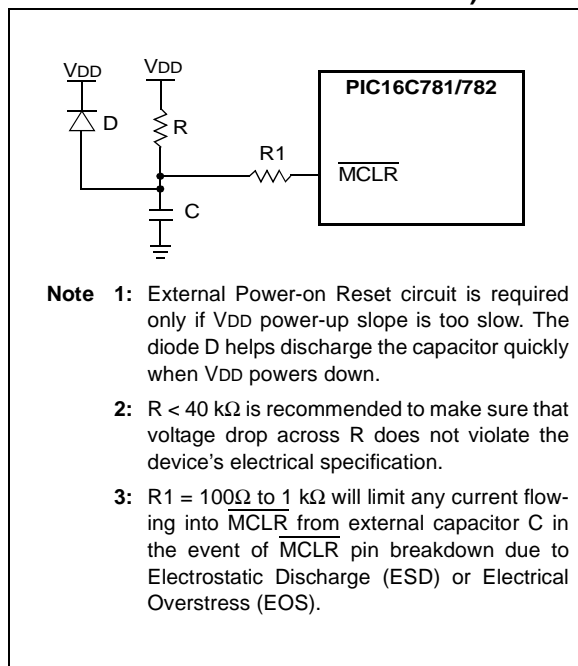 VDD VDD
PIC16C781/782
D
R
R1
MCLR
C
Note 1: External Power-on Reset circuit is required
only if VDD power-up slope is too slow. The
diode D helps discharge the capacitor quickly
when VDD powers down.
2: R < 40 kΩ is recommended to make sure that
voltage drop across R does not violate the
device's electrical specification.
3: R1 = 100Ω to 1 kΩ will limit any current flow-
ing into MCLR from external capacitor C in
the event of MCLR pin breakdown due to
Electrostatic Discharge (ESD) or Electrical
Overstress (EOS).